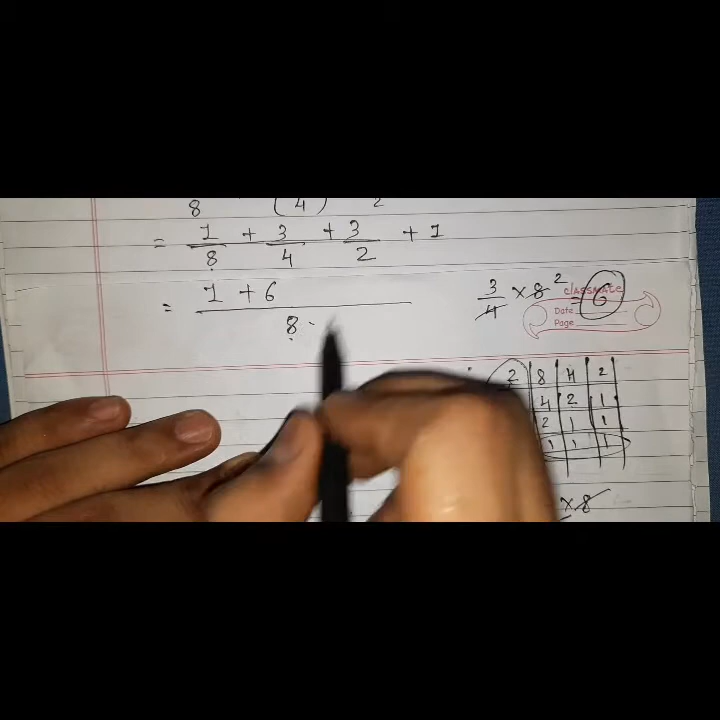 8 (4) 2
= 1/8 + 3/4 + 3/2 + 1
= 1 + 6 / 8
3/4 × 8 2 = 6
classmate
Date
Page
2 8 4 2
4 2 1
2 1 1
1 1 1
× 8